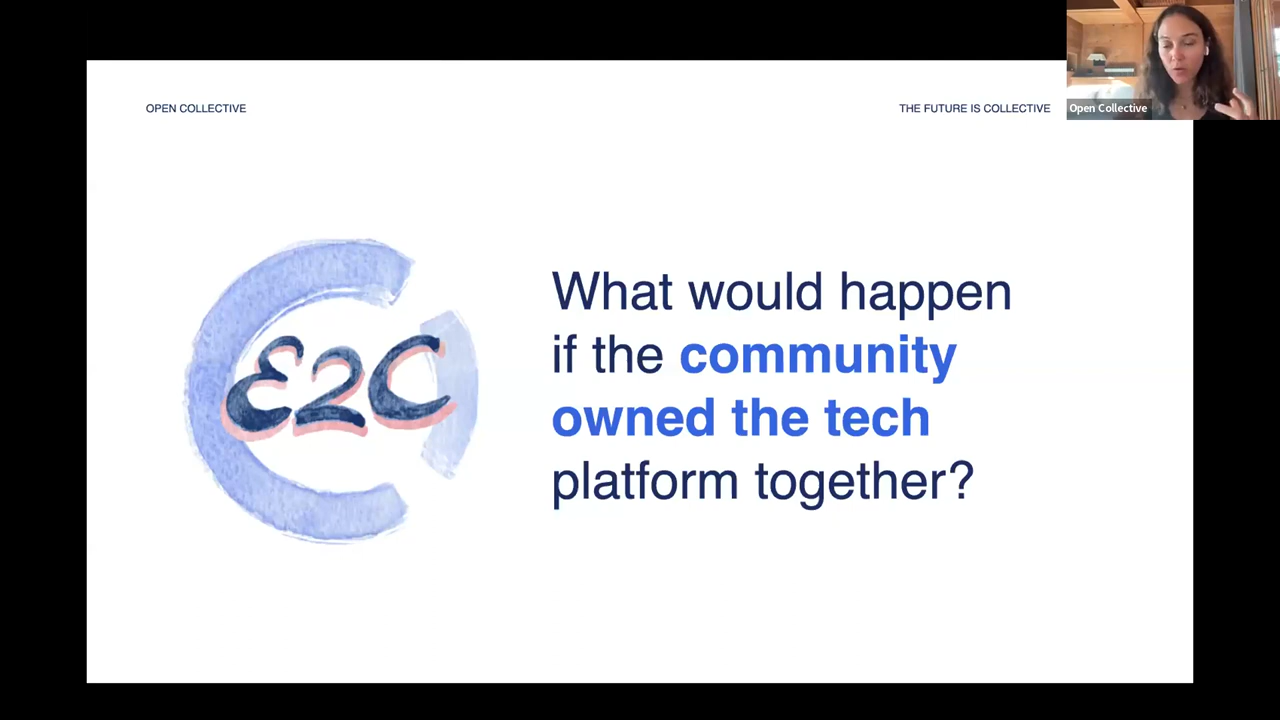 OPEN COLLECTIVE
THE FUTURE IS COLLECTIVE
Open Collective
E2C
What would happen
if the community
owned the tech
platform together?